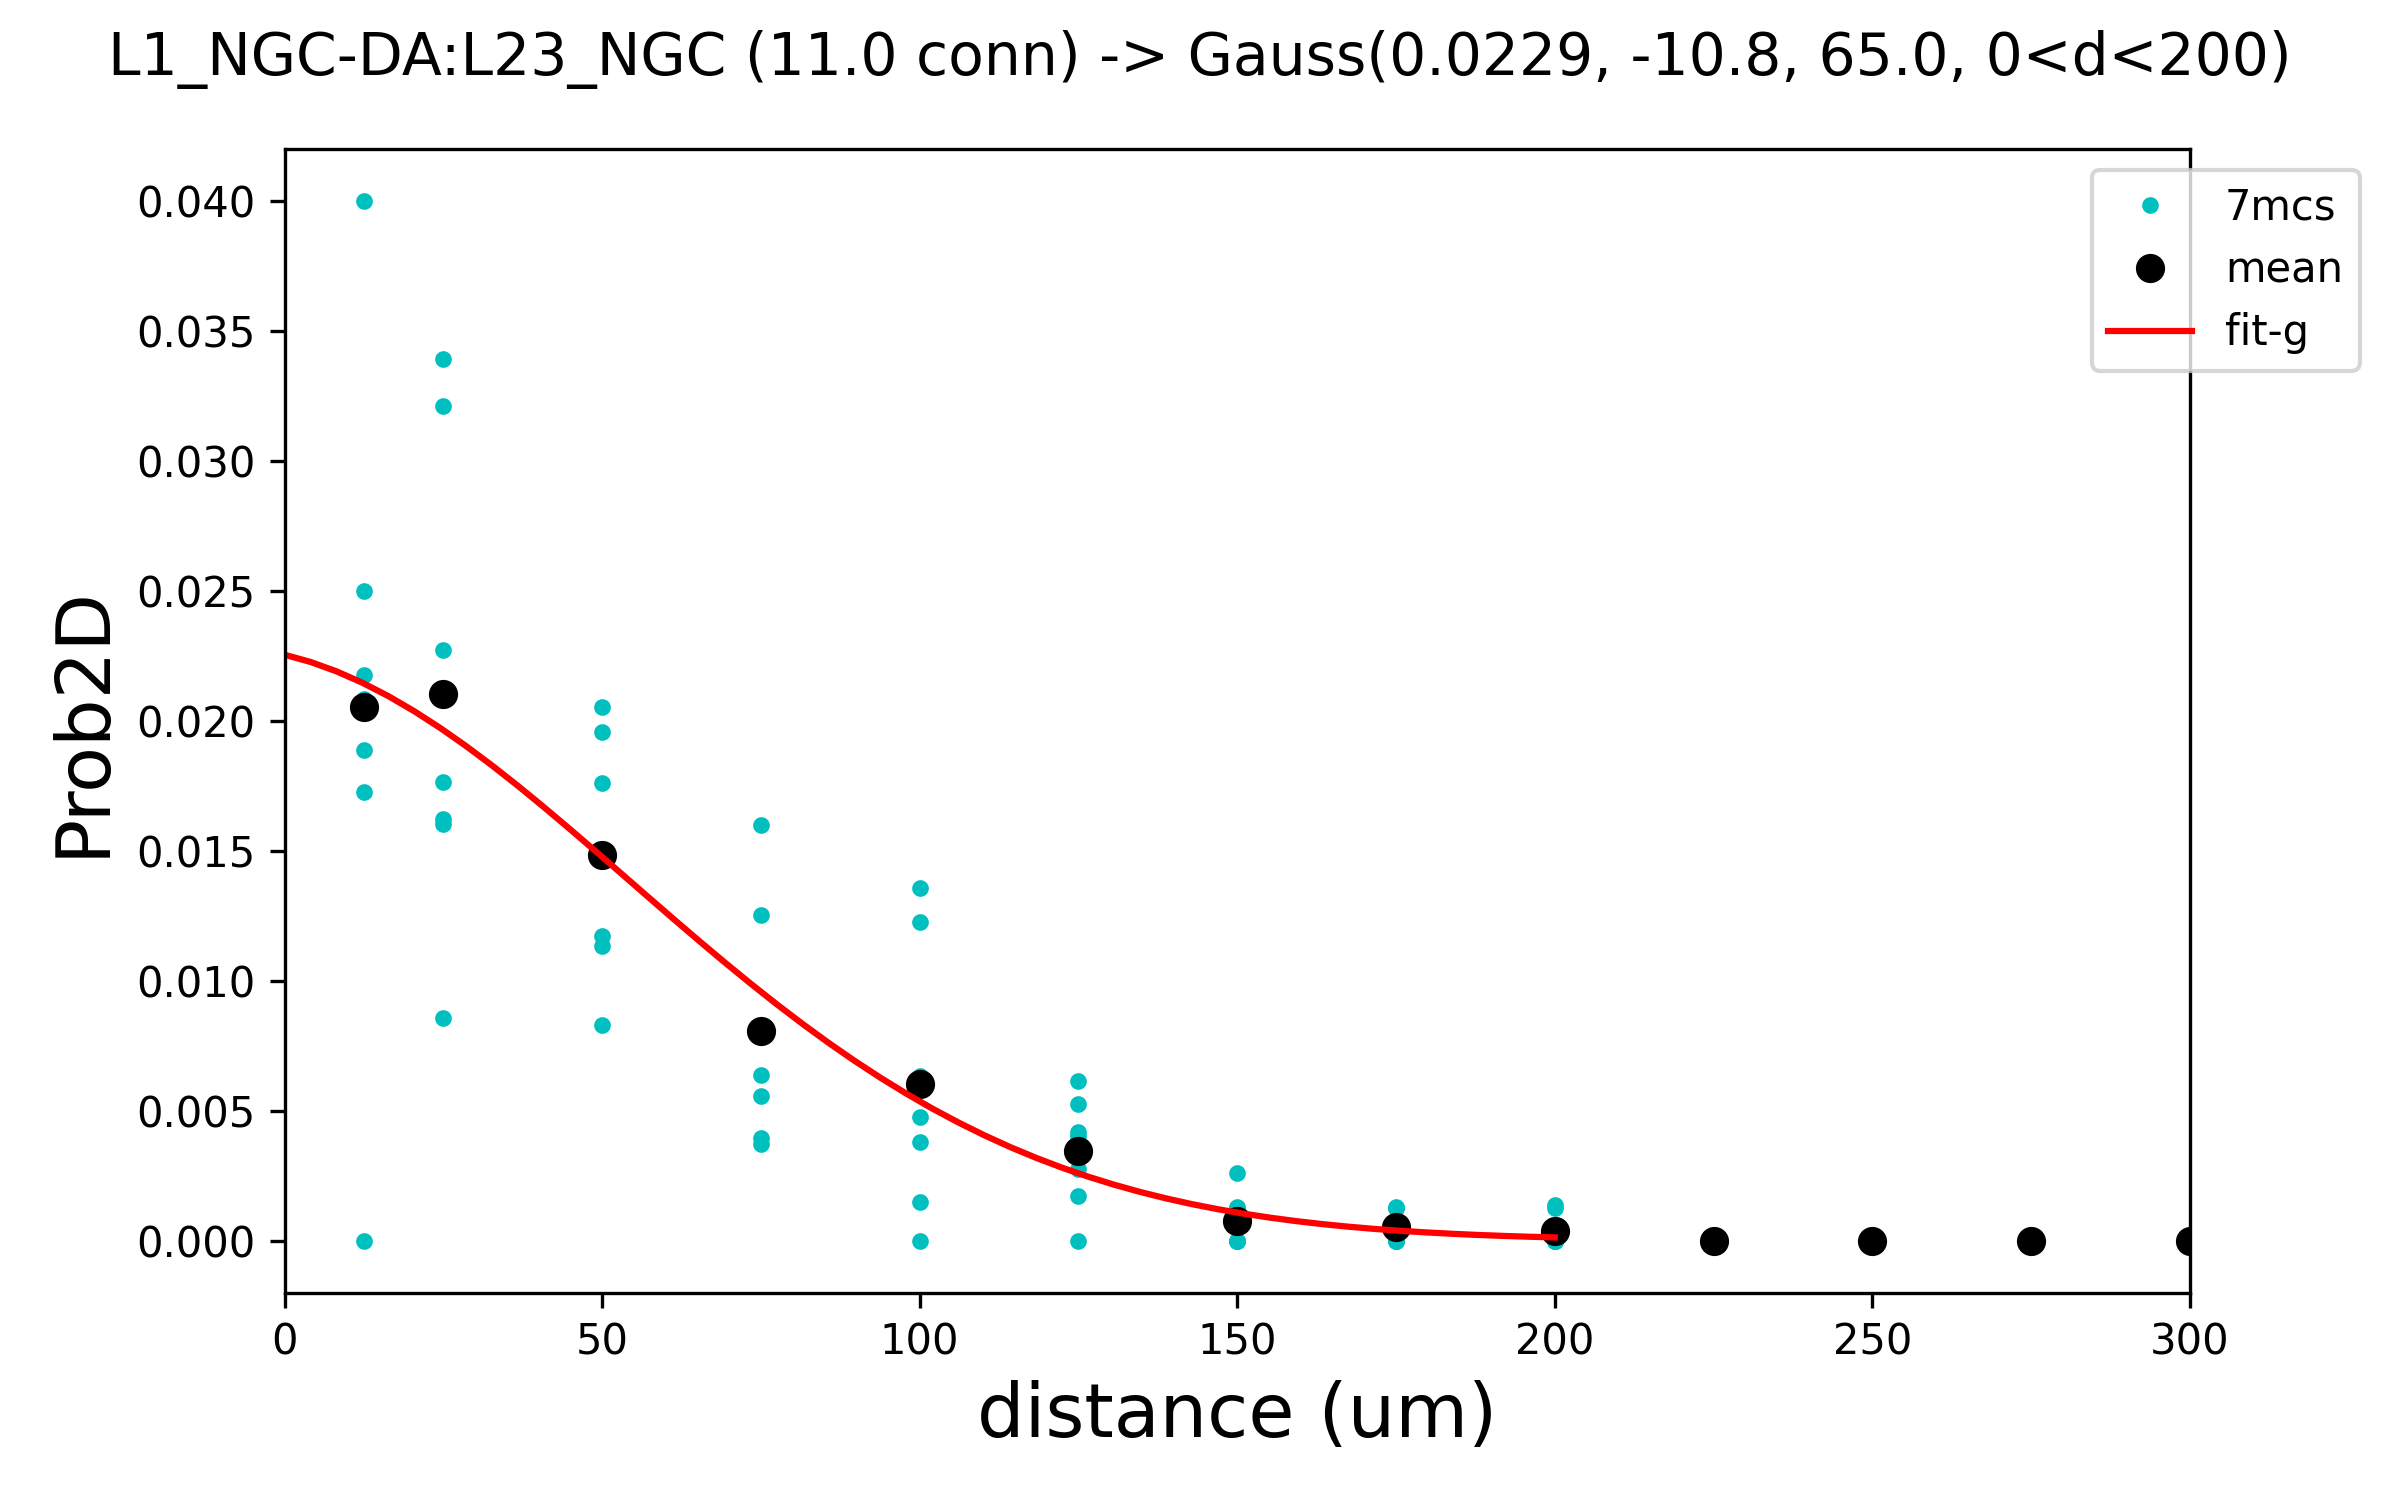 L1_NGC-DA:L23_NGC (11.0 conn) -> Gauss(0.0229, -10.8, 65.0, 0<d<200)
7mcs
mean
fit-g
Prob2D
0.040
0.035
0.030
0.025
0.020
0.015
0.010
0.005
0.000
0 50 100 150 200 250 300
distance (um)